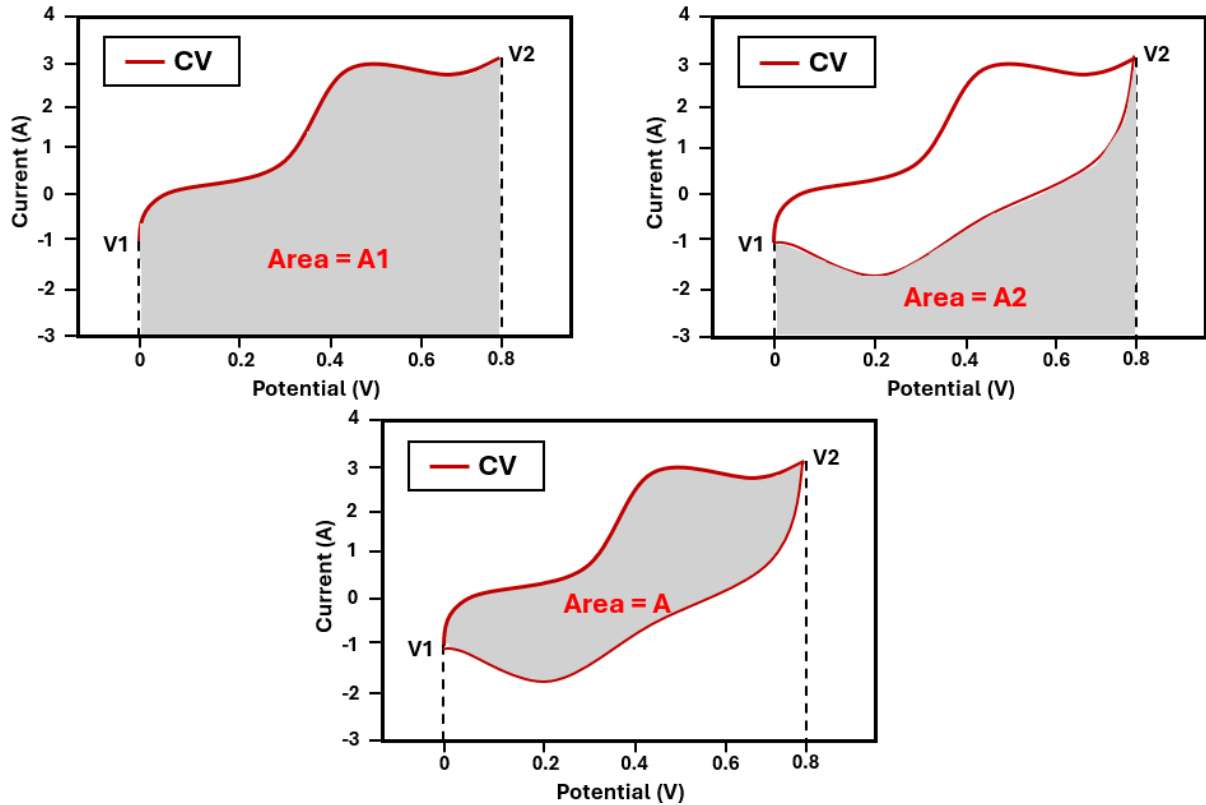 4
3
2
1
0
-1
-2
-3
Current (A)
CV
V1
V2
Area = A1
0
0.2
0.4
0.6
0.8
Potential (V)
4
3
2
1
0
-1
-2
-3
Current (A)
CV
V1
V2
Area = A2
0
0.2
0.4
0.6
0.8
Potential (V)
4
3
2
1
0
-1
-2
-3
Current (A)
CV
V1
V2
Area = A
0
0.2
0.4
0.6
0.8
Potential (V)